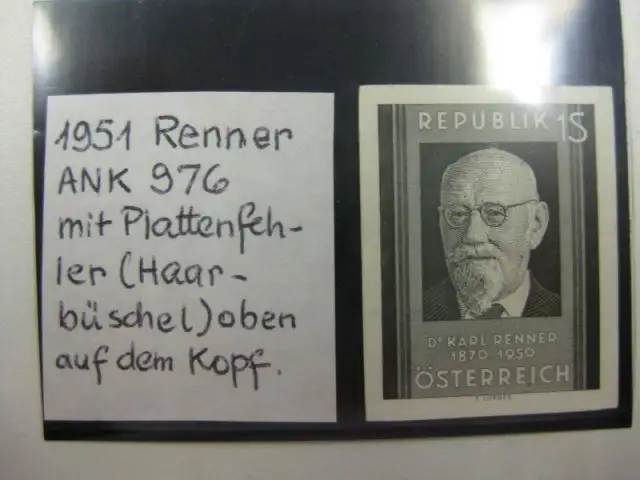 1951 Renner
ANK 976
mit Plattenfeh-
ler (Haar-
büschel) oben
auf dem Kopf.
REPUBLIK 1S
Dr KARL RENNER
1870 1950
ÖSTERREICH